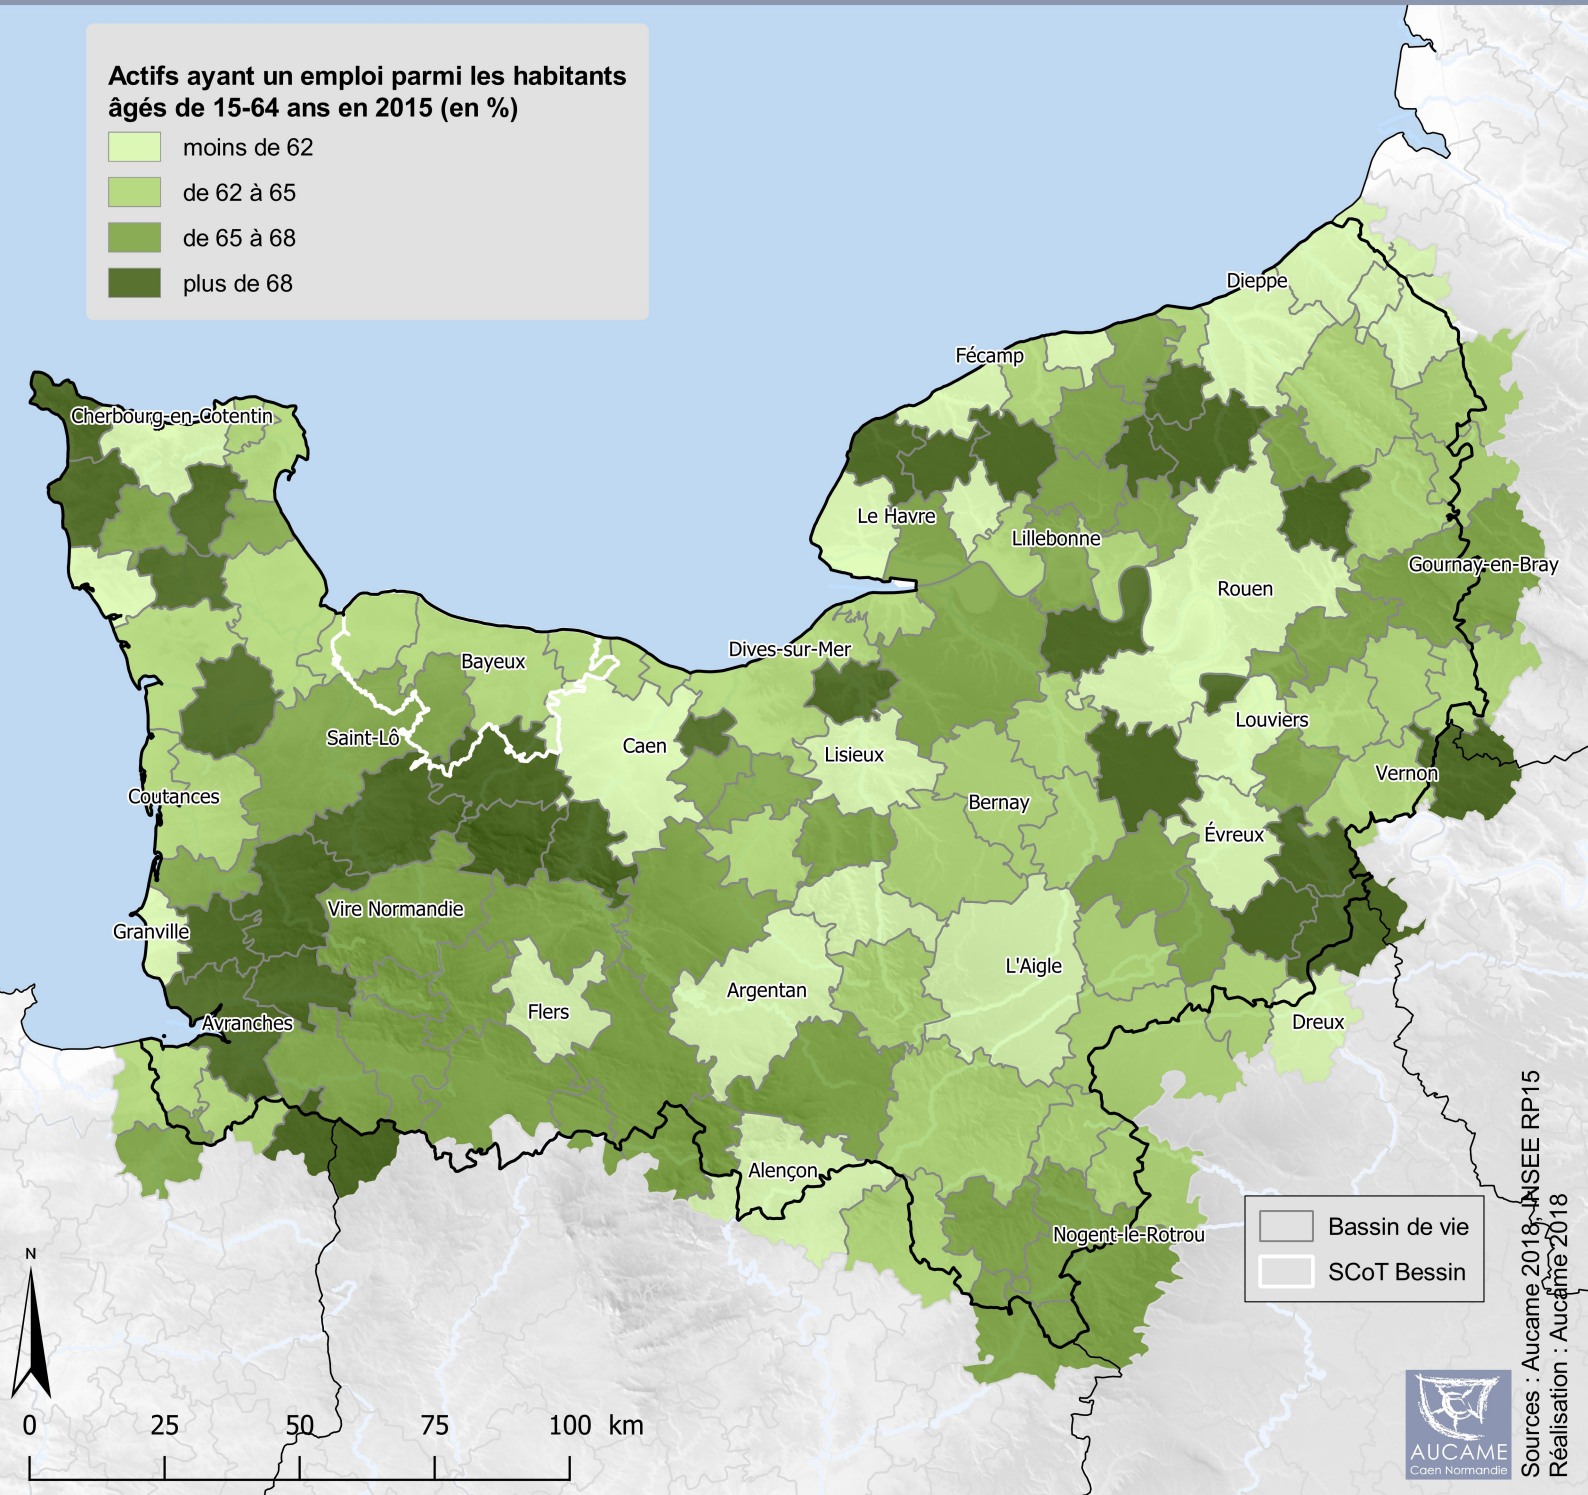 Actifs ayant un emploi parmi les habitants
âgés de 15-64 ans en 2015 (en %)
moins de 62
de 62 à 65
de 65 à 68
plus de 68
Dieppe
Fécamp
Cherbourg-en-Cotentin
Le Havre
Lillebonne
Gournay-en-Bray
Rouen
Dives-sur-Mer
Bayeux
Louviers
Saint-Lô
Caen
Lisieux
Vernon
Coutances
Bernay
Évreux
Vire Normandie
Granville
L'Aigle
Argentan
Flers
Avranches
Dreux
Alençon
Nogent-le-Rotrou
Bassin de vie
SCoT Bessin
N
0 25 50 75 100 km
AUCAME
Caen Normandie
Sources : Aucame 2018, INSEE RP15
Réalisation : Aucame 2018